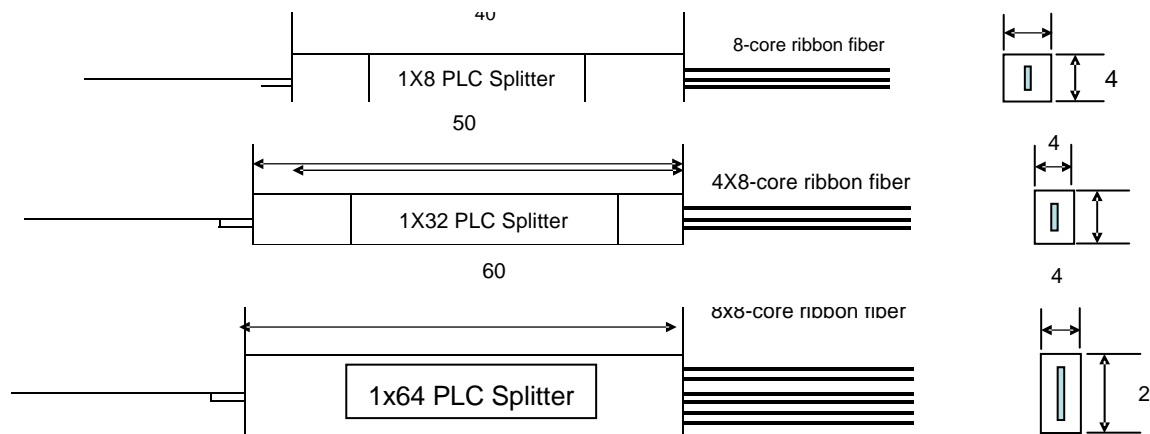 40
8-core ribbon fiber
1X8 PLC Splitter
4
50
4
4X8-core ribbon fiber
1X32 PLC Splitter
60
4
8x8-core ribbon fiber
1x64 PLC Splitter
2